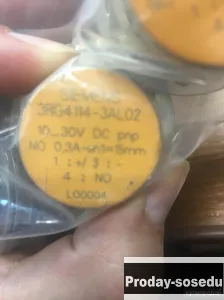 SIEMENS
3RG4114-3AL02
10...30V DC pnp
NO 0,3A sn=15mm
1 : + / 3 : -
4 : NO
L00004
Proday-sosedu